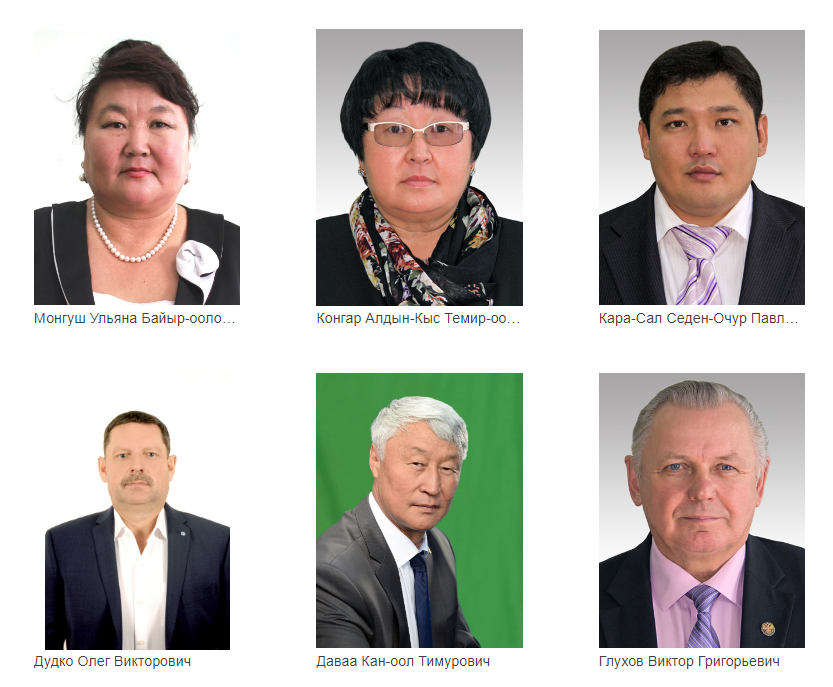 Монгуш Ульяна Байыр-ооло…
Конгар Алдын-Кыс Темир-оо…
Кара-Сал Седен-Очур Павл…
Дудко Олег Викторович
Даваа Кан-оол Тимурович
Глухов Виктор Григорьевич